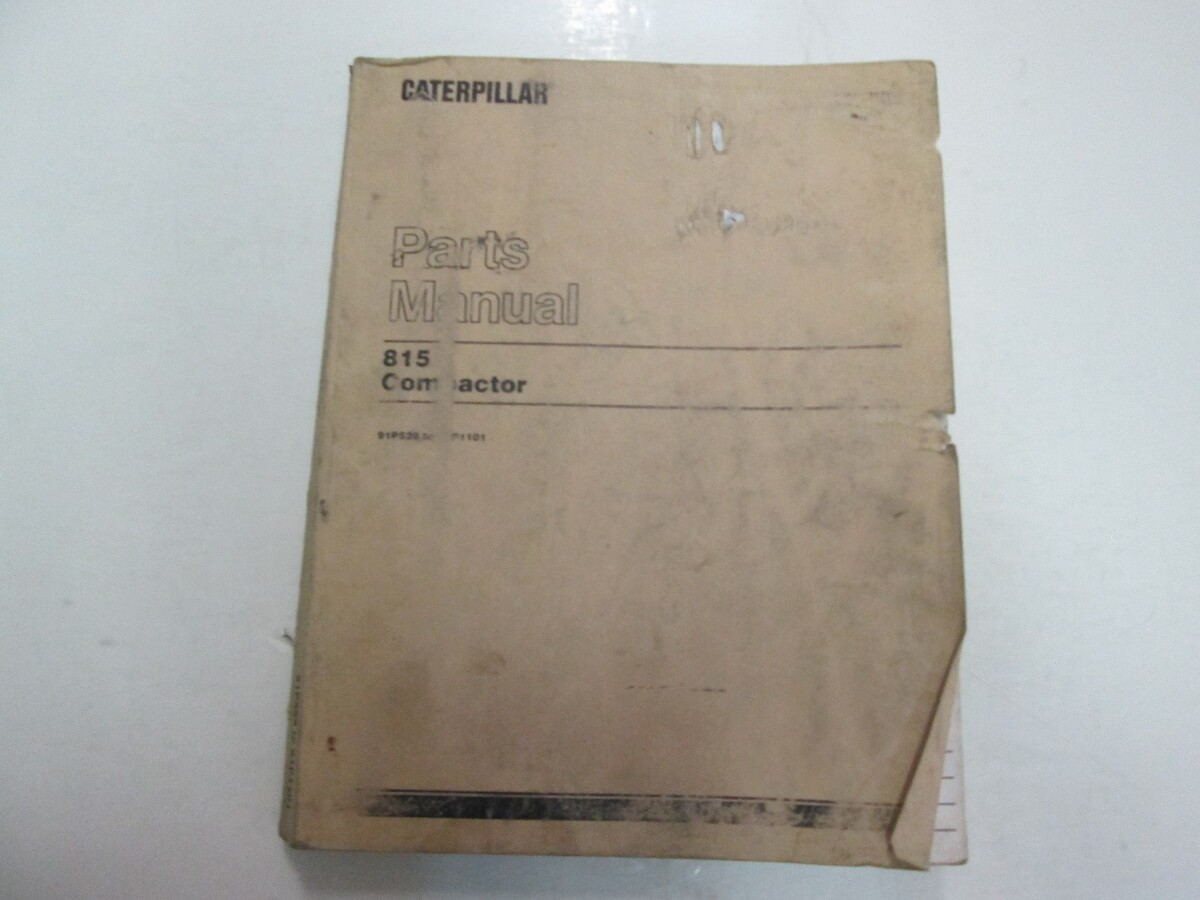 CATERPILLAR
Parts
Manual
815
Compactor